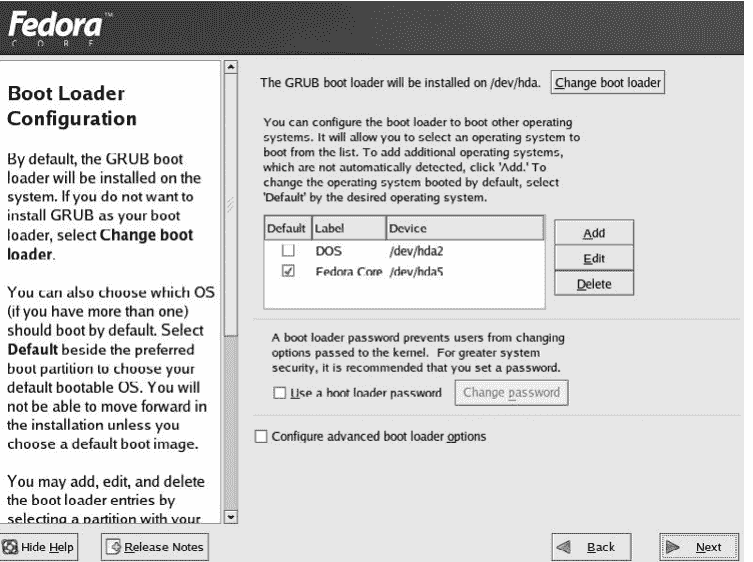 Fedora™
CORE
Boot Loader
Configuration
By default, the GRUB boot
loader will be installed on the
system. If you do not want to
install GRUB as your boot
loader, select Change boot
loader.
You can also choose which OS
(if you have more than one)
should boot by default. Select
Default beside the preferred
boot partition to choose your
default bootable OS. You will
not be able to move forward in
the installation unless you
choose a default boot image.
You may add, edit, and delete
the boot loader entries by
selecting a partition with your
The GRUB boot loader will be installed on /dev/hda. Change boot loader
You can configure the boot loader to boot other operating
systems. It will allow you to select an operating system to
boot from the list. To add additional operating systems,
which are not automatically detected, click 'Add.' To
change the operating system booted by default, select
'Default' by the desired operating system.
Default Label Device
DOS /dev/hda2
Fedora Core /dev/hda5
Add
Edit
Delete
A boot loader password prevents users from changing
options passed to the kernel. For greater system
security, it is recommended that you set a password.
Use a boot loader password Change password
Configure advanced boot loader options
Hide Help Release Notes Back Next